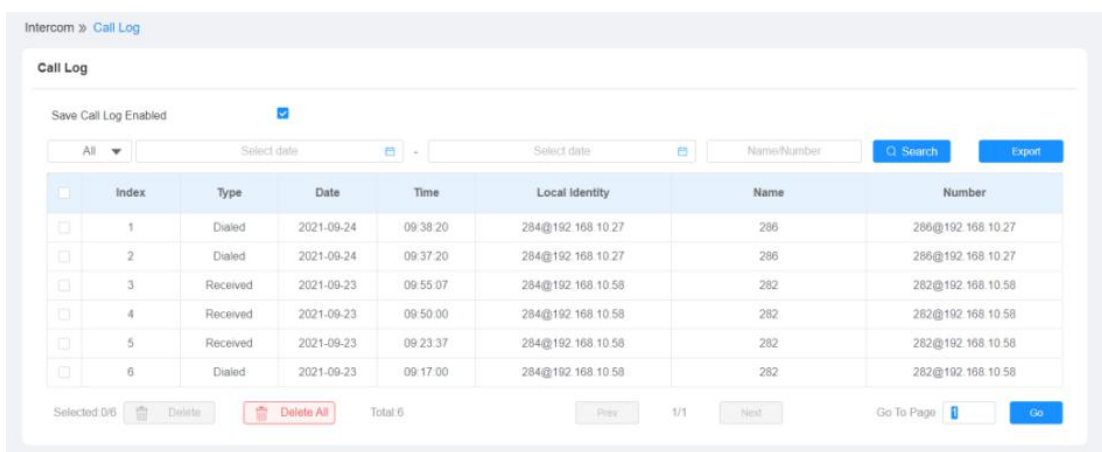 Intercom » Call Log
Call Log
Save Call Log Enabled
All Select date - Select date Name/Number Search Export
Index Type Date Time Local Identity Name Number
1 Dialed 2021-09-24 09:38:20 284@192.168.10.27 286 286@192.168.10.27
2 Dialed 2021-09-24 09:37:20 284@192.168.10.27 286 286@192.168.10.27
3 Received 2021-09-23 09:55:07 284@192.168.10.58 282 282@192.168.10.58
4 Received 2021-09-23 09:50:00 284@192.168.10.58 282 282@192.168.10.58
5 Received 2021-09-23 09:23:37 284@192.168.10.58 282 282@192.168.10.58
6 Dialed 2021-09-23 09:17:00 284@192.168.10.58 282 282@192.168.10.58
Selected:0/6 Delete Delete All Total:6 Prev 1/1 Next Go To Page 1 Go